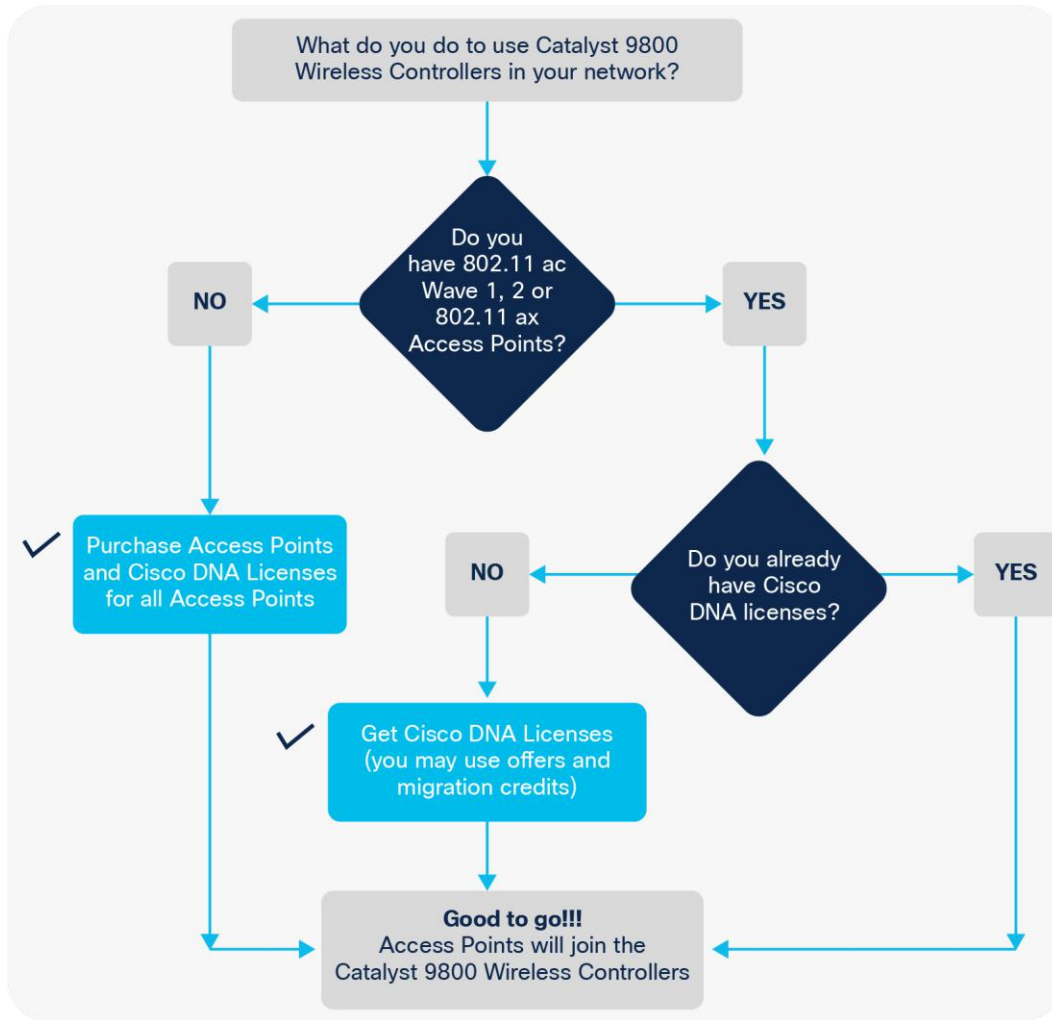 What do you do to use Catalyst 9800
Wireless Controllers in your network?
Do you
have 802.11 ac
Wave 1, 2 or
802.11 ax
Access Points?
NO
YES
Purchase Access Points
and Cisco DNA Licenses
for all Access Points
NO
Do you already
have Cisco
DNA licenses?
YES
Get Cisco DNA Licenses
(you may use offers and
migration credits)
Good to go!!!
Access Points will join the
Catalyst 9800 Wireless Controllers